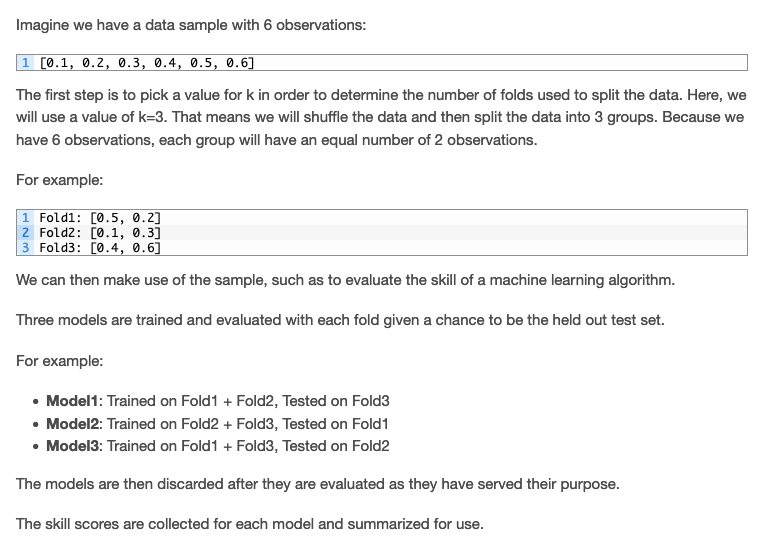 Imagine we have a data sample with 6 observations:
1 [0.1, 0.2, 0.3, 0.4, 0.5, 0.6]
The first step is to pick a value for k in order to determine the number of folds used to split the data. Here, we
will use a value of k=3. That means we will shuffle the data and then split the data into 3 groups. Because we
have 6 observations, each group will have an equal number of 2 observations.
For example:
1 Fold1: [0.5, 0.2]
2 Fold2: [0.1, 0.3]
3 Fold3: [0.4, 0.6]
We can then make use of the sample, such as to evaluate the skill of a machine learning algorithm.
Three models are trained and evaluated with each fold given a chance to be the held out test set.
For example:
• Model1: Trained on Fold1 + Fold2, Tested on Fold3
• Model2: Trained on Fold2 + Fold3, Tested on Fold1
• Model3: Trained on Fold1 + Fold3, Tested on Fold2
The models are then discarded after they are evaluated as they have served their purpose.
The skill scores are collected for each model and summarized for use.